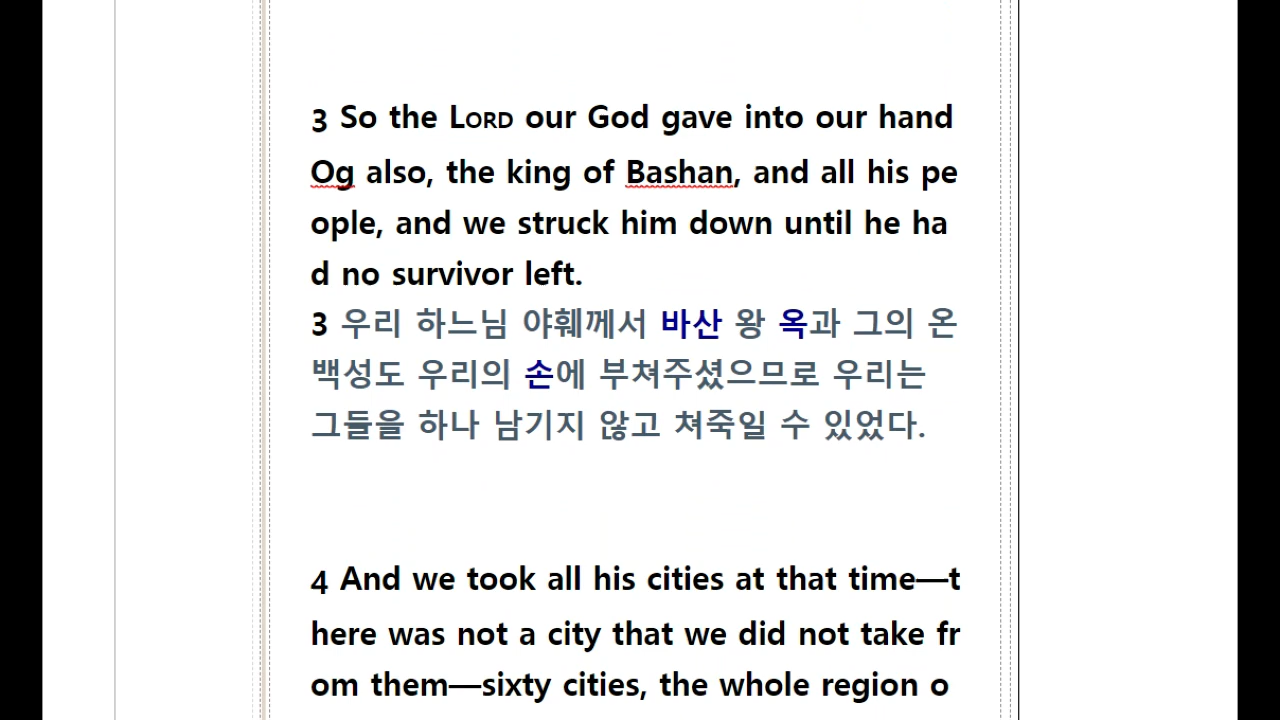 3 So the LORD our God gave into our hand
Og also, the king of Bashan, and all his pe
ople, and we struck him down until he ha
d no survivor left.
3 우리 하느님 야훼께서 바산 왕 옥과 그의 온
백성도 우리의 손에 부쳐주셨으므로 우리는
그들을 하나 남기지 않고 쳐죽일 수 있었다.
4 And we took all his cities at that time—t
here was not a city that we did not take fr
om them—sixty cities, the whole region o